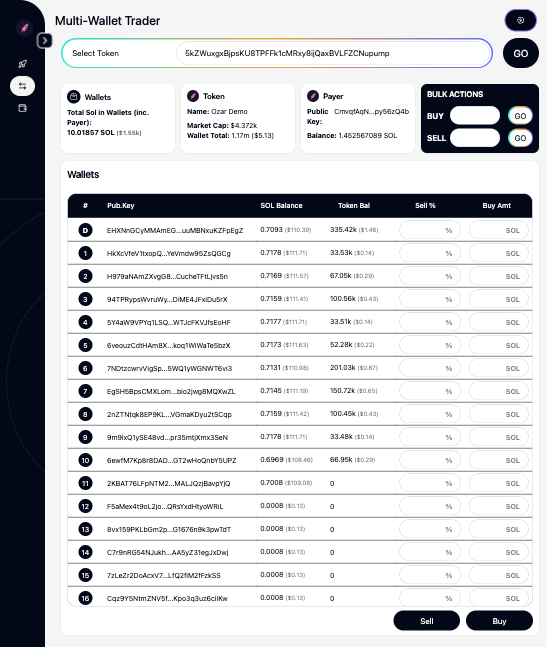 Multi-Wallet Trader
Select Token 5kZWuxgxBjpsKU8TPFFk1cMRxy8ijQaxBVLFZCNupump GO
Wallets
Total Sol in Wallets (inc. Payer):
10.01857 SOL ($1.55k)
Token
Name: Ozar Demo
Market Cap: $4.372k
Wallet Total: 1.17m ($5.13)
Payer
Public Key: CmvqfAqN...py56zQ4b
Balance: 1.452567089 SOL
BULK ACTIONS
BUY GO
SELL GO
Wallets
# Pub.Key SOL Balance Token Bal Sell % Buy Amt
D EHXNnGCyMMAmEG...uuMBNxuKZFpEgZ 0.7093 ($110.39) 335.42k ($1.46) % SOL
1 HkXcVfeV1txopQ...YeVmdw95ZsQGCg 0.7178 ($111.71) 33.53k ($0.14) % SOL
2 H979aNAmZXvgG8...CucheTFtLjvs5n 0.7169 ($111.57) 67.05k ($0.29) % SOL
3 94TPRypsWvruWy...DiME4JFxiDu5rX 0.7159 ($111.41) 100.56k ($0.43) % SOL
4 5Y4aW9VPYq1LSQ...WTJcFKVJfsEoHF 0.7177 ($111.71) 33.51k ($0.14) % SOL
5 6veouzCdtHAm8X...koq1WiWaTe5bzX 0.7173 ($111.63) 52.28k ($0.22) % SOL
6 7NDtzcwrvVigSp...5WQ1yWGNWT6vi3 0.7131 ($110.98) 201.03k ($0.87) % SOL
7 EgSH5BpsCMXLom...bio2jwg8MQXwZL 0.7145 ($111.19) 150.72k ($0.65) % SOL
8 2nZTNtqk8EP9KL...VGmaKDyu2tSCqp 0.7159 ($111.42) 100.45k ($0.43) % SOL
9 9m9ixQ1ySE48vd...pr35mtjXmx3SeN 0.7178 ($111.71) 33.48k ($0.14) % SOL
10 6ewfM7Kp8r8DAD...GT2wHoQnbY5UPZ 0.6969 ($108.46) 66.95k ($0.29) % SOL
11 2KBAT76LFpNTM2...MALJQzjBavpYjQ 0.7008 ($109.08) 0 % SOL
12 F5aMex4t9oL2jo...QRsYxdHtyoWRiL 0.0008 ($0.13) 0 % SOL
13 8vx159PKLbGm2p...G1676n9k3pwTdT 0.0008 ($0.13) 0 % SOL
14 C7r9nRG54NJukh...AA5yZ31egJxDwj 0.0008 ($0.13) 0 % SOL
15 7zLeZr2DoAcxV7...LfQ2fiM2fFzkSS 0.0008 ($0.13) 0 % SOL
16 Cqz9Y5NtmZNV5f...Kpo3q3uz6ciiKw 0.0008 ($0.13) 0 % SOL
Sell Buy